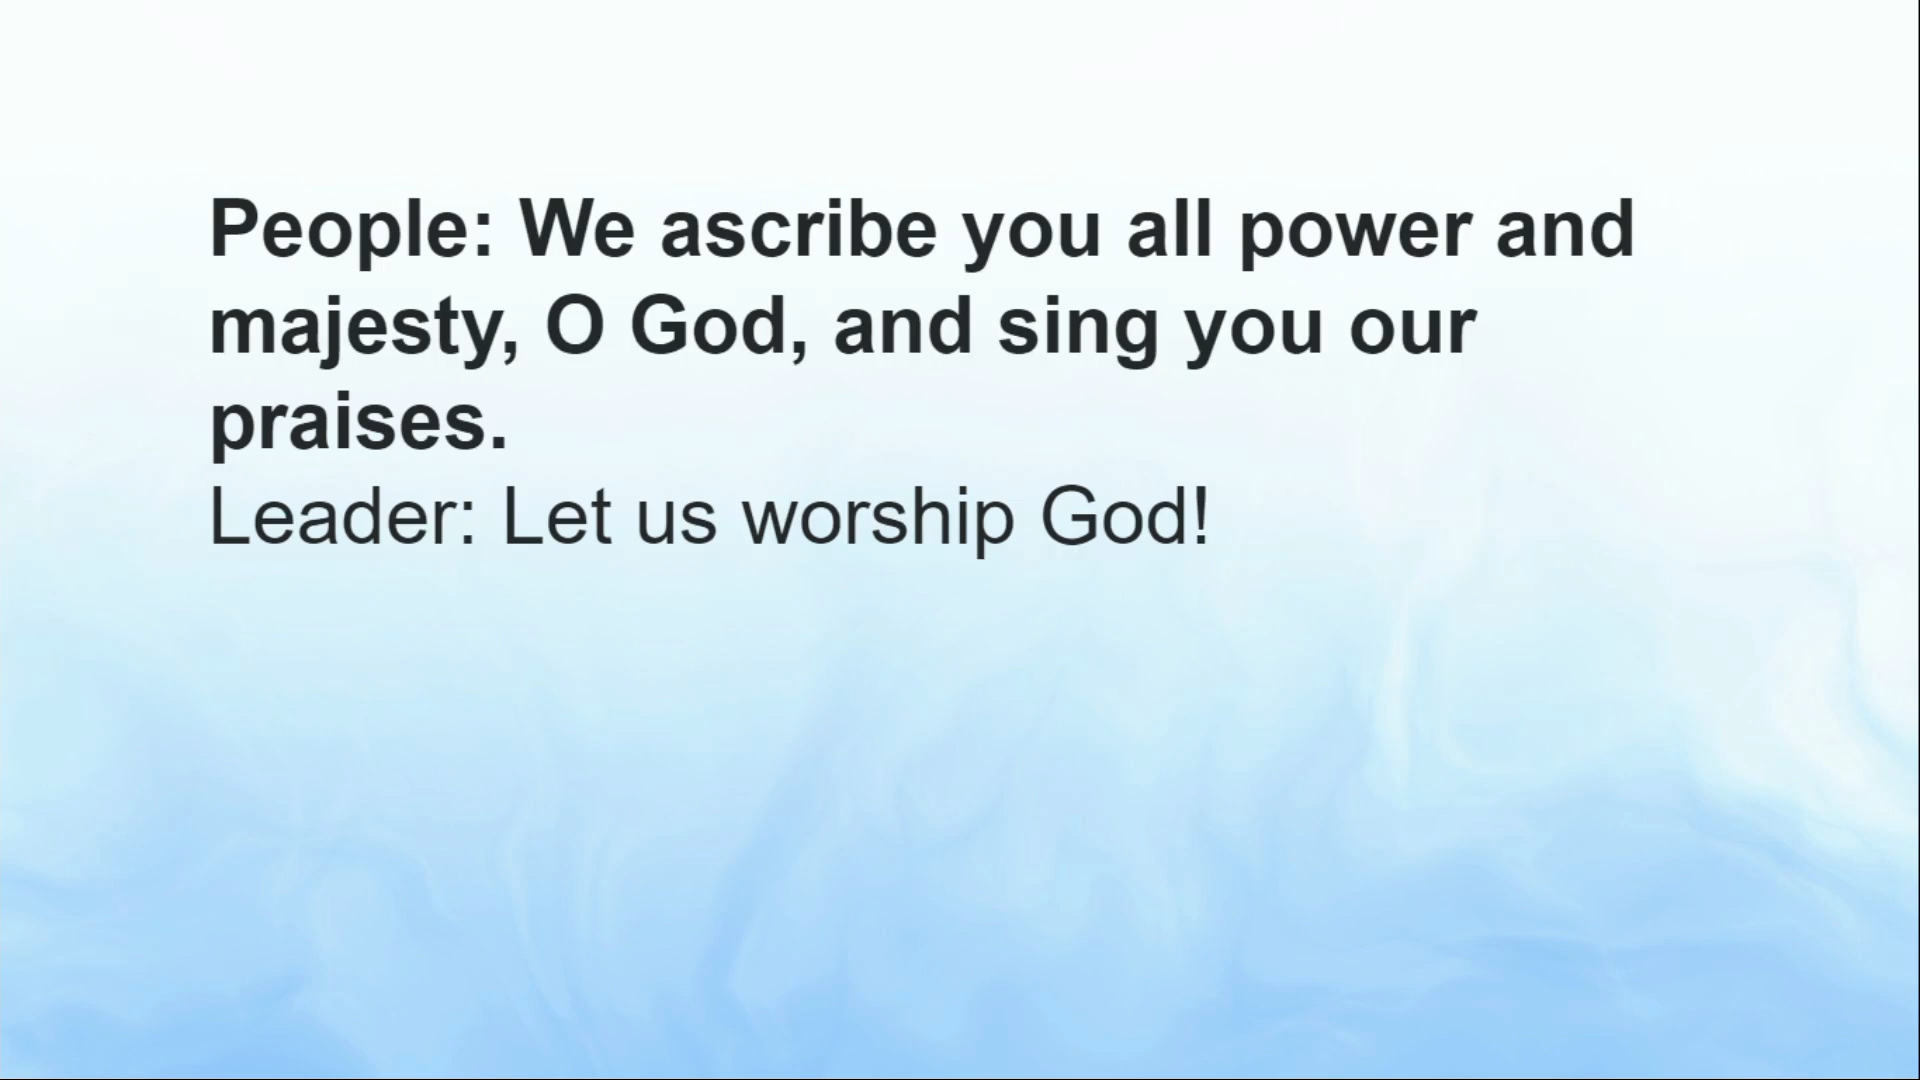 People: We ascribe you all power and
majesty, O God, and sing you our
praises.
Leader: Let us worship God!